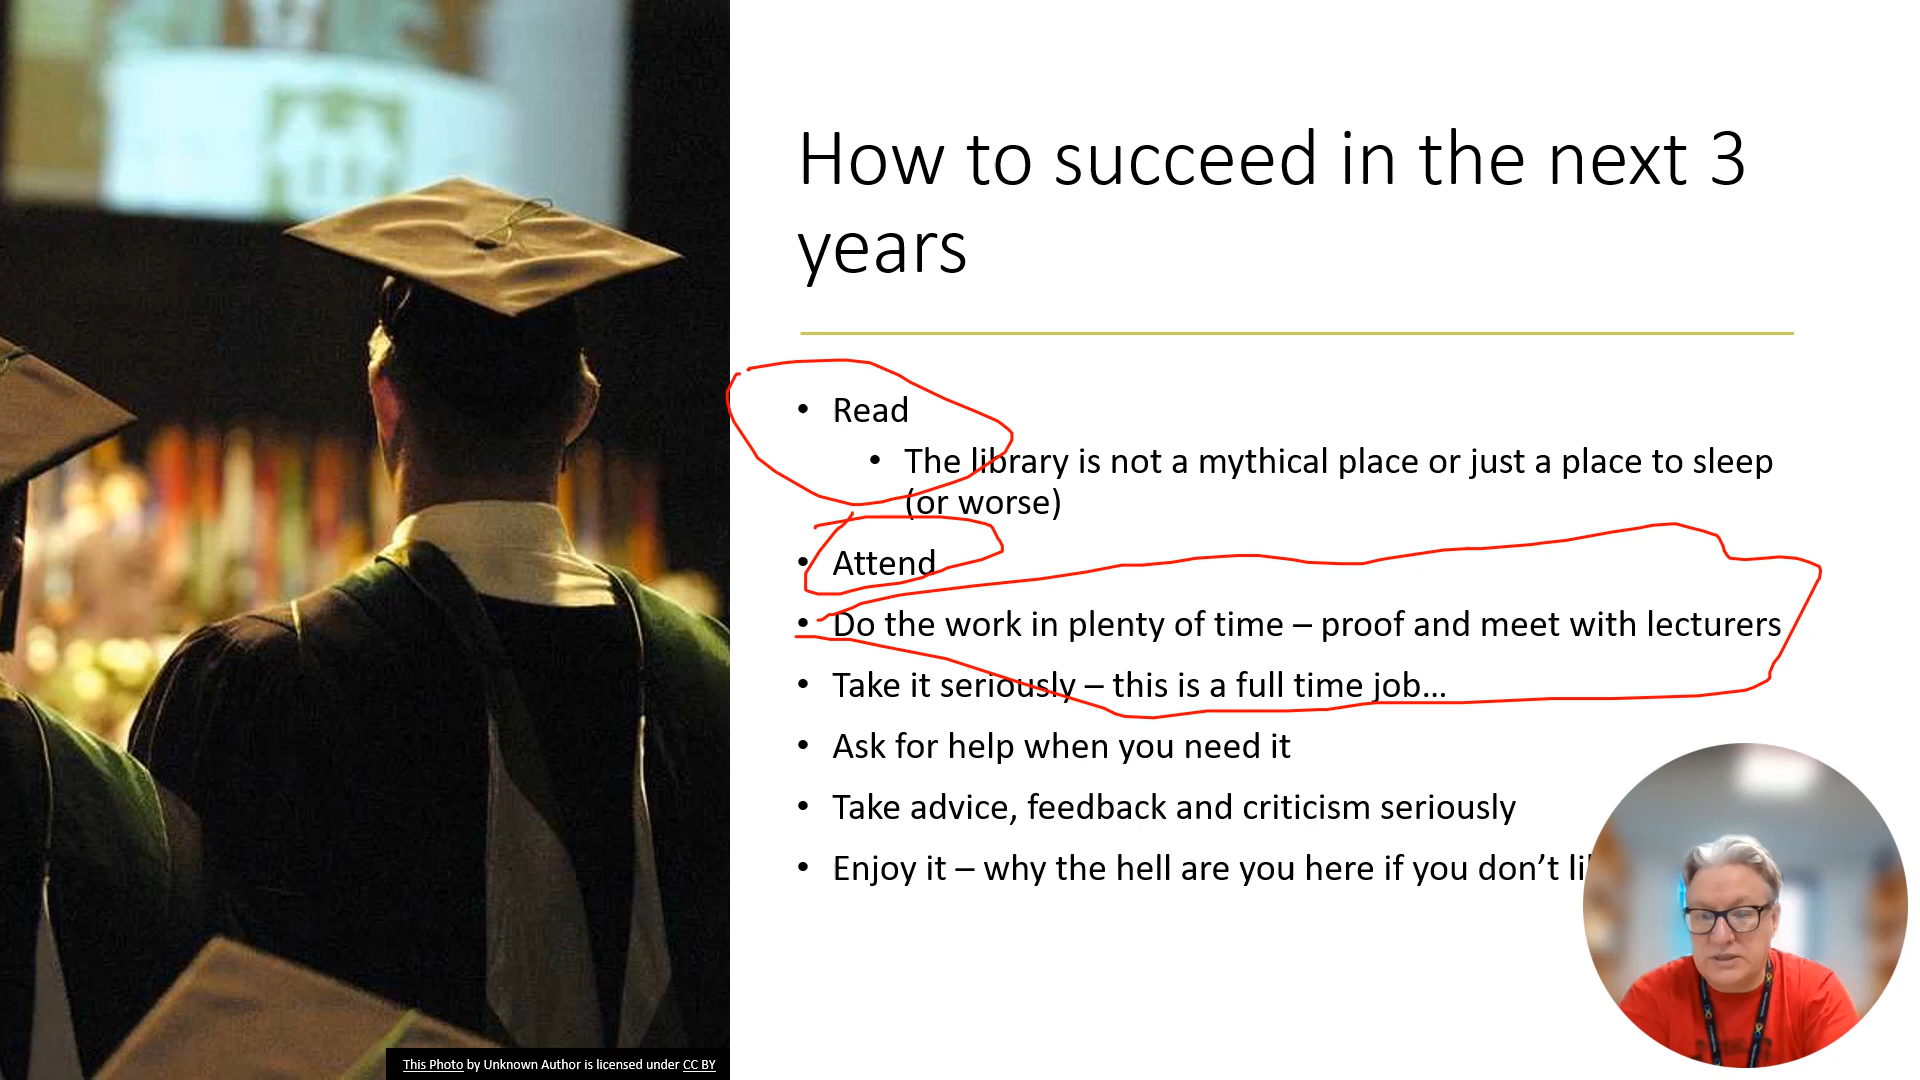 How to succeed in the next 3
years
• Read
• The library is not a mythical place or just a place to sleep
(or worse)
• Attend
• Do the work in plenty of time – proof and meet with lecturers
• Take it seriously – this is a full time job...
• Ask for help when you need it
• Take advice, feedback and criticism seriously
• Enjoy it – why the hell are you here if you don’t
This Photo by Unknown Author is licensed under CC BY